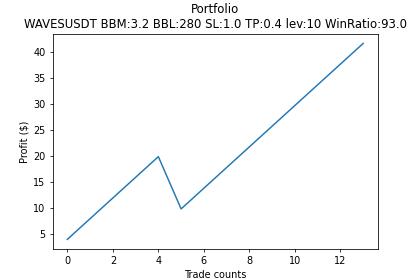 Portfolio
WAVESUSDT BBM:3.2 BBL:280 SL:1.0 TP:0.4 lev:10 WinRatio:93.0
Profit ($)
40
35
30
25
20
15
10
5
0 2 4 6 8 10 12
Trade counts